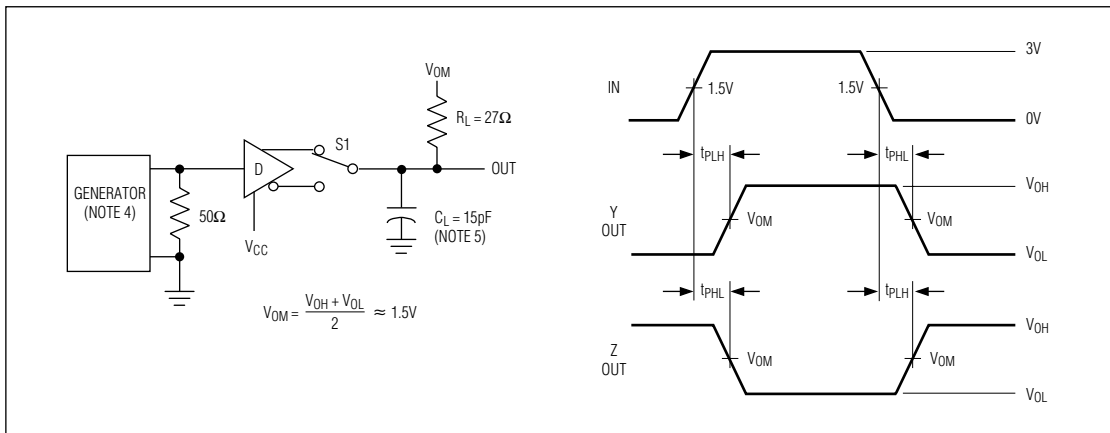 GENERATOR
(NOTE 4)
50Ω
D
VCC
S1
VOM
RL = 27Ω
OUT
CL = 15pF
(NOTE 5)
VOM = VOH + VOL / 2 ≈ 1.5V
IN
1.5V
1.5V
3V
0V
tPLH
tPHL
Y
OUT
VOM
VOM
VOH
VOL
tPHL
tPLH
Z
OUT
VOM
VOM
VOH
VOL